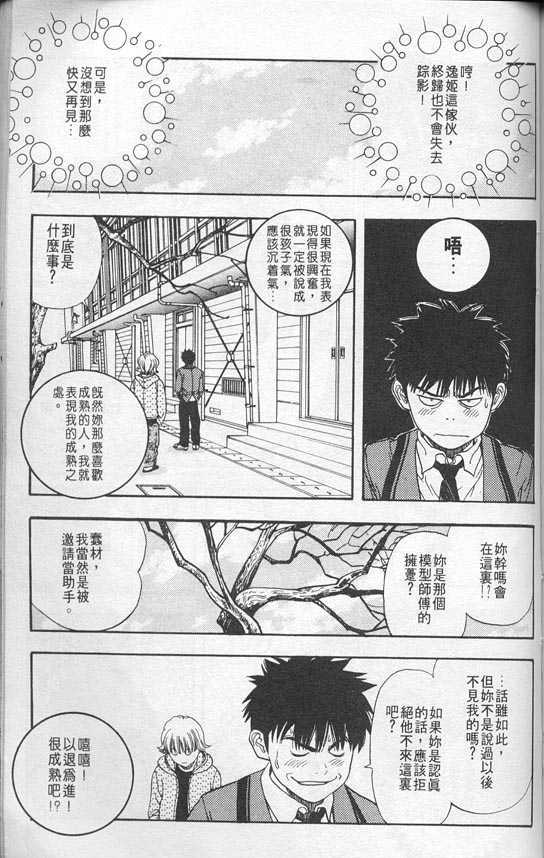 哼！
逸姫這傢伙，
終歸也不會失去
踪影！
可是，
沒想到那麼
快又再見…
唔…
如果現在我表
現得很興奮，
就一定被說成
很孩子氣，
應該沉着氣…
到底是
什麼事？
既然妳那麼喜歡
成熟的人，我就
表現我的成熟之
處。
妳幹嗎會
在這裏!?
妳是那個
模型師傅的
擁躉？
蠢材，
我當然是被
邀請當助手。
…話雖如此，
但妳不是說過以後
不見我的嗎？
如果妳是認真
的話，應該拒
絕他不來這裏
吧？
嘻嘻！
以退爲進！
很成熟吧!?